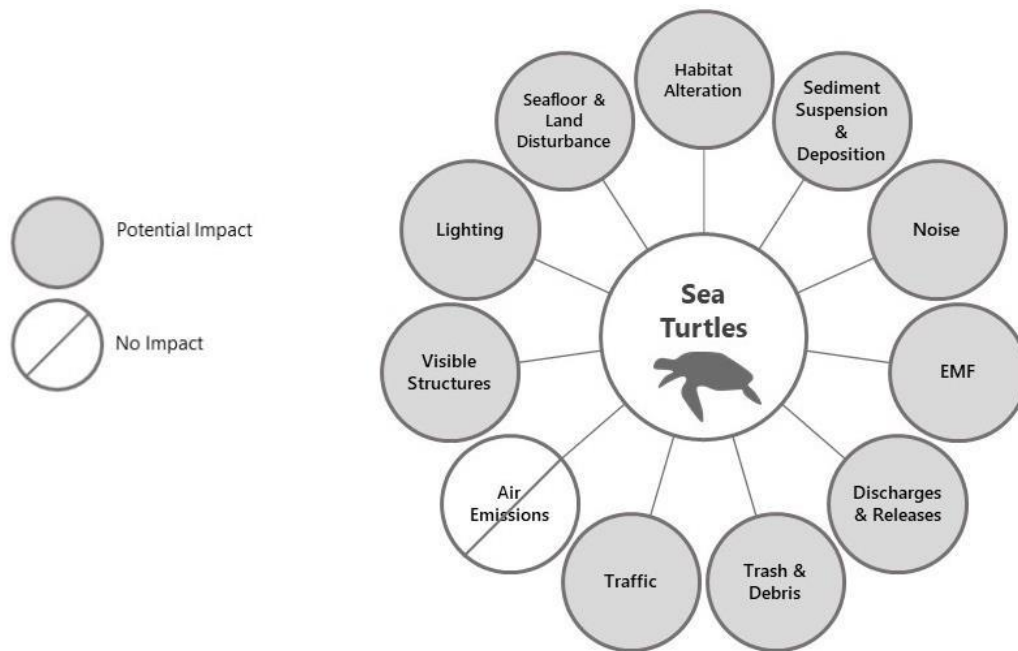 Potential Impact
No Impact
Sea
Turtles
Habitat
Alteration
Sediment
Suspension
&
Deposition
Noise
EMF
Discharges
& Releases
Trash &
Debris
Traffic
Air
Emissions
Visible
Structures
Lighting
Seafloor &
Land
Disturbance